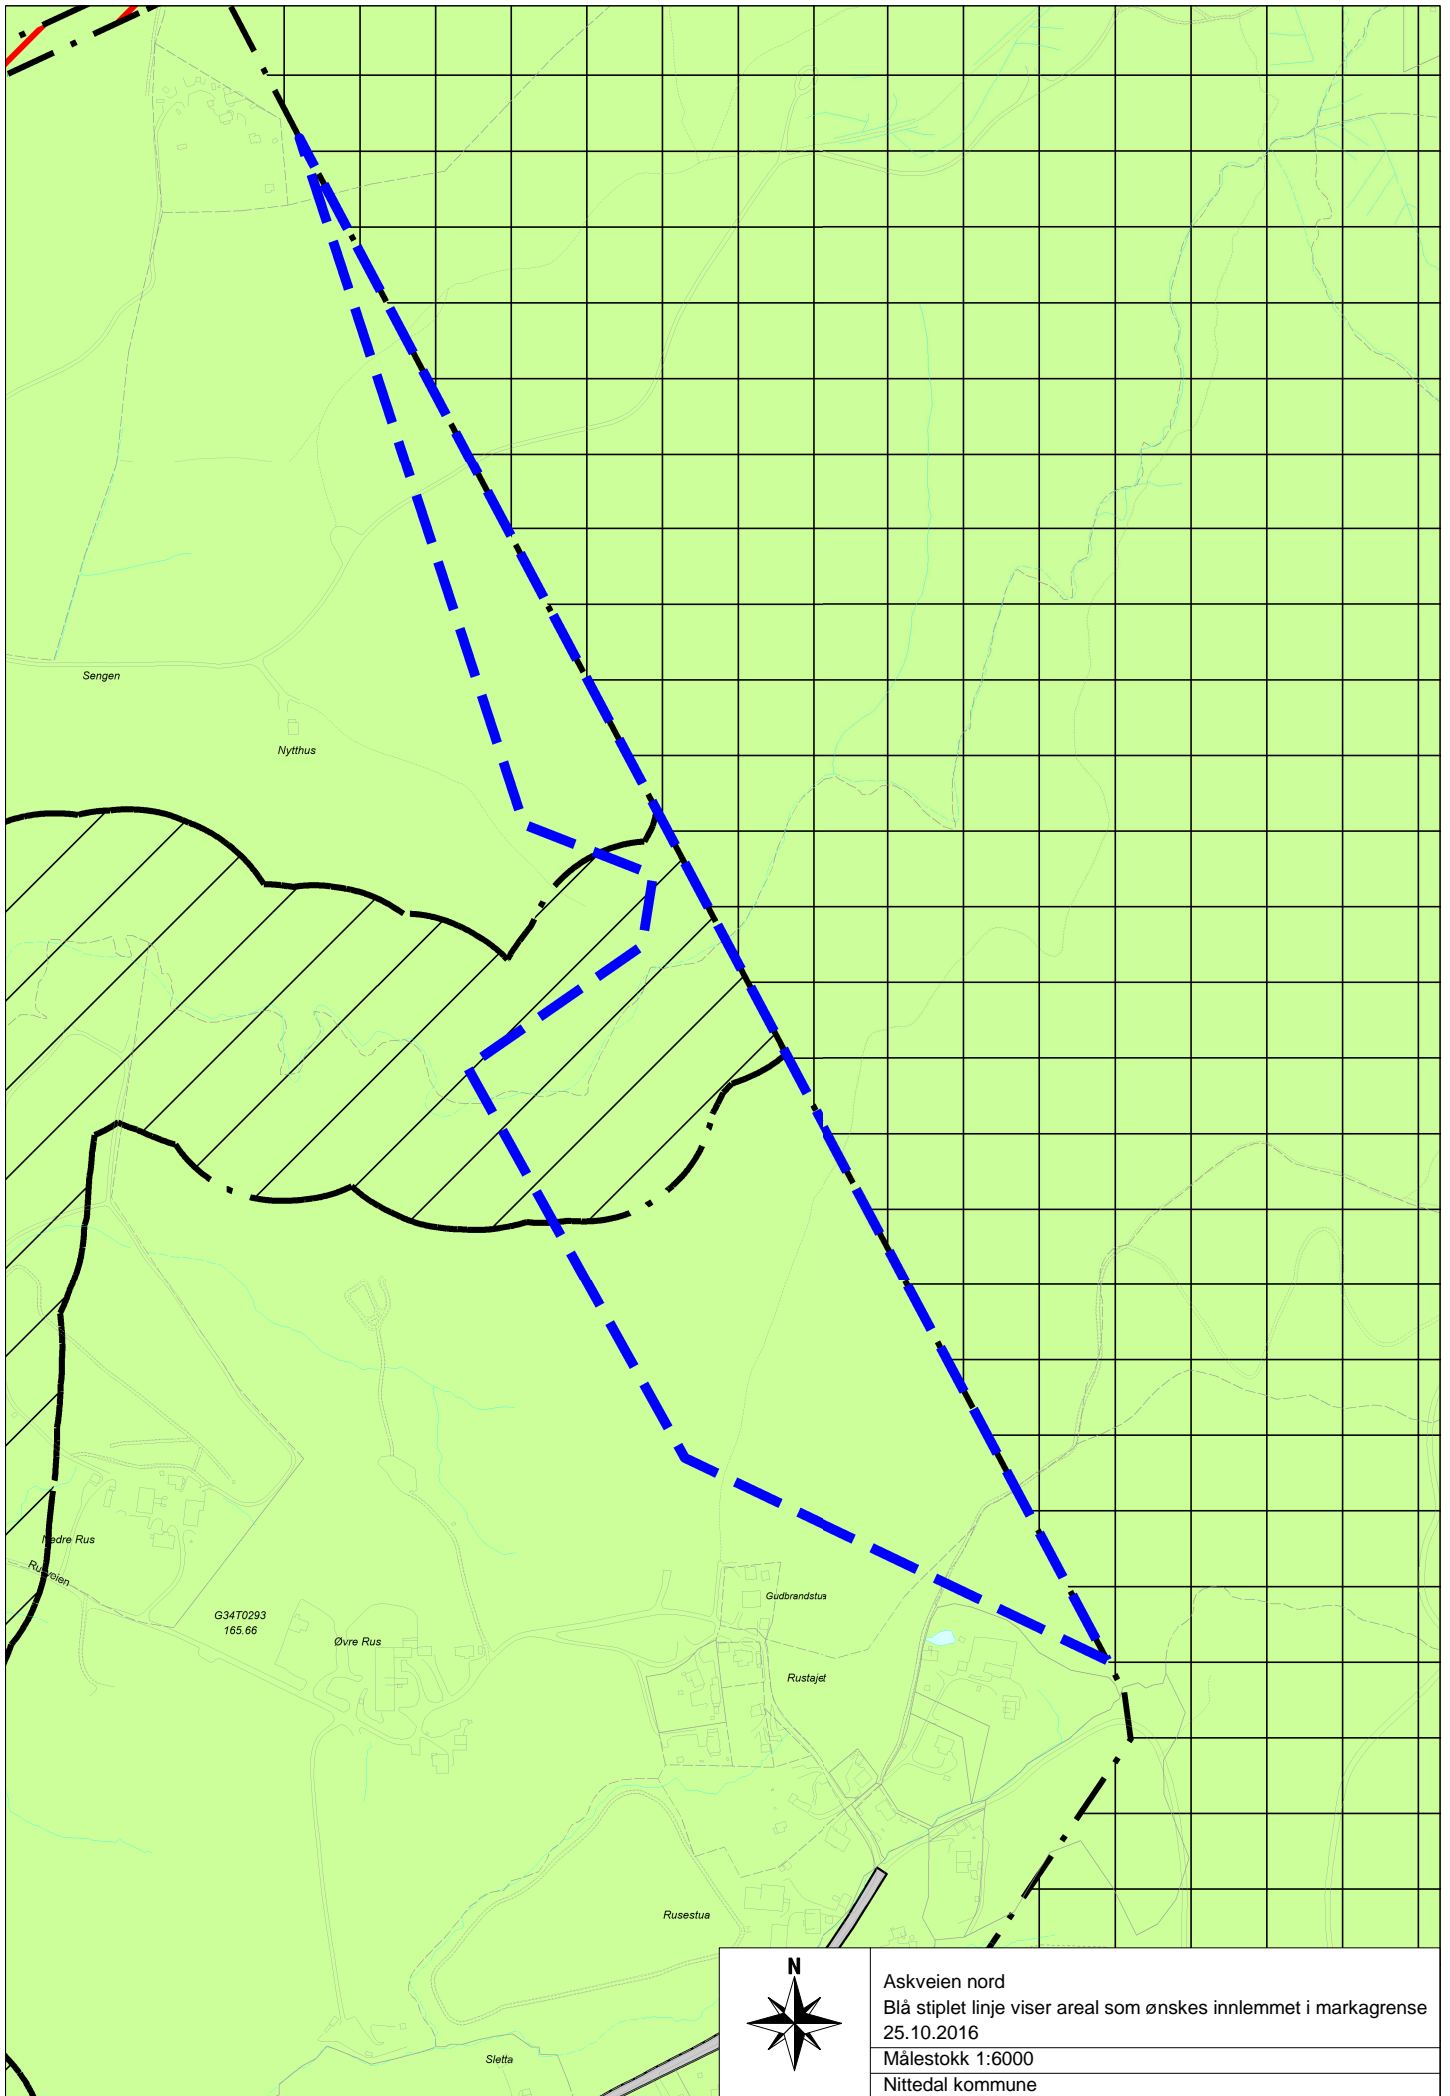 Sengen
Nytthus
Nedre Rus
Rusveien
G34T0293
165.66
Øvre Rus
Gudbrandstua
Rustajet
Rusestua
Sletta
N
Askveien nord
Blå stiplet linje viser areal som ønskes innlemmet i markagrense
25.10.2016
Målestokk 1:6000
Nittedal kommune